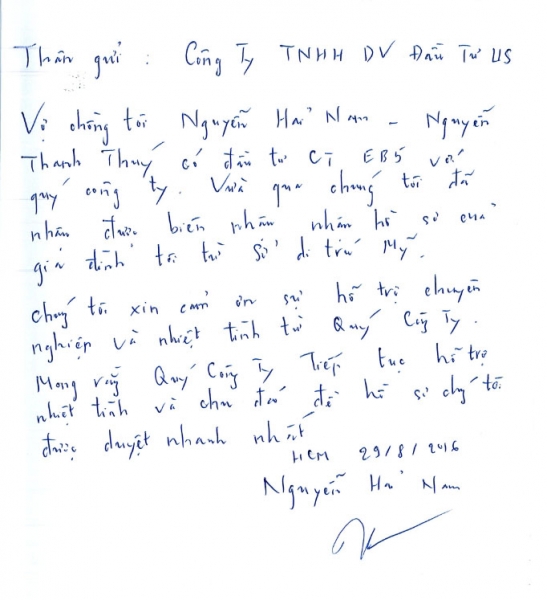 Thân gửi : Công Ty TNHH DV Đầu Tư US
Vợ chồng tôi Nguyễn Hải Nam - Nguyễn
Thanh Thuý có đầu tư CT EB5 với
quý công ty. Vừa qua chúng tôi đã
nhận được biên nhận nhận hồ sơ của
gia đình tôi từ Sở di trú Mỹ.
Chúng tôi xin cảm ơn sự hỗ trợ chuyên
nghiệp và nhiệt tình từ Quý Công Ty.
Mong rằng Quý Công Ty Tiếp tục hỗ trợ
nhiệt tình và chu đáo để hồ sơ chúng tôi
được duyệt nhanh nhất
HCM 29/8/2016
Nguyễn Hải Nam